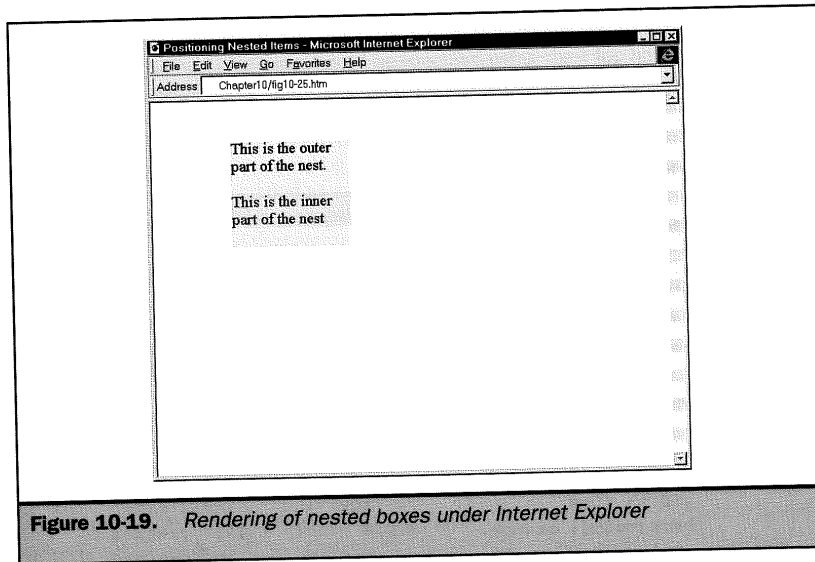 Positioning Nested Items - Microsoft Internet Explorer
File Edit View Go Favorites Help
Address Chapter10/fig10-25.htm
This is the outer
part of the nest.
This is the inner
part of the nest
Figure 10-19. Rendering of nested boxes under Internet Explorer